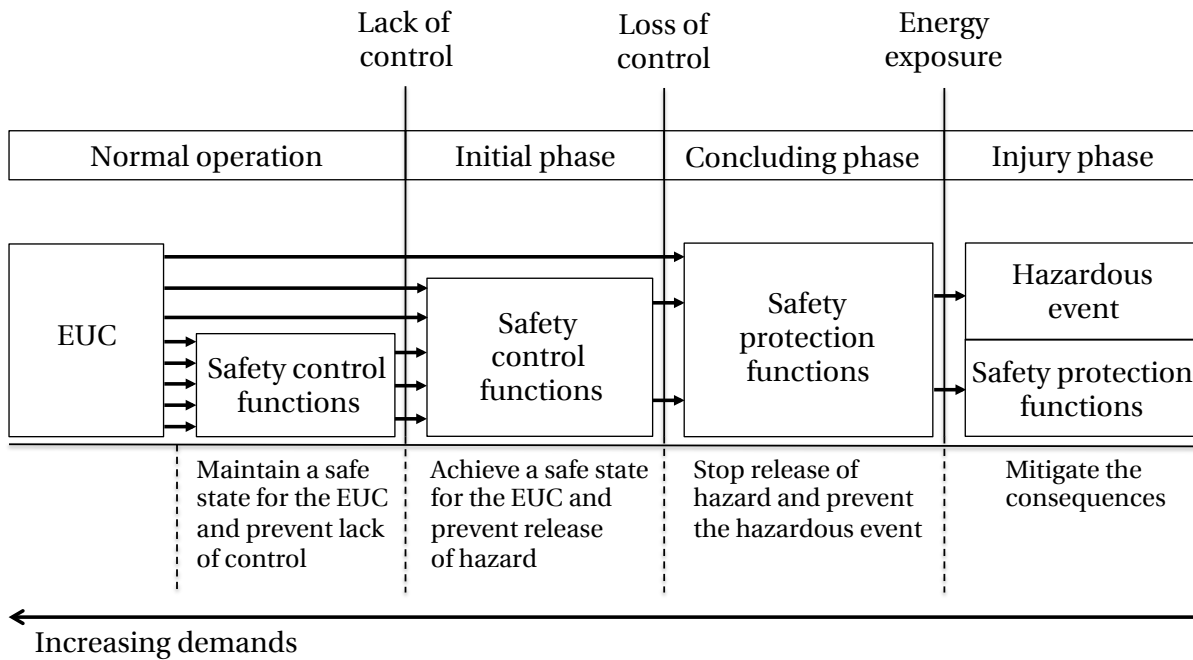 Lack of
control
Loss of
control
Energy
exposure
Normal operation
Initial phase
Concluding phase
Injury phase
EUC
Safety control
functions
Safety
control
functions
Safety
protection
functions
Hazardous
event
Safety protection
functions
Maintain a safe
state for the EUC
and prevent lack
of control
Achieve a safe state
for the EUC and
prevent release
of hazard
Stop release of
hazard and prevent
the hazardous event
Mitigate the
consequences
Increasing demands